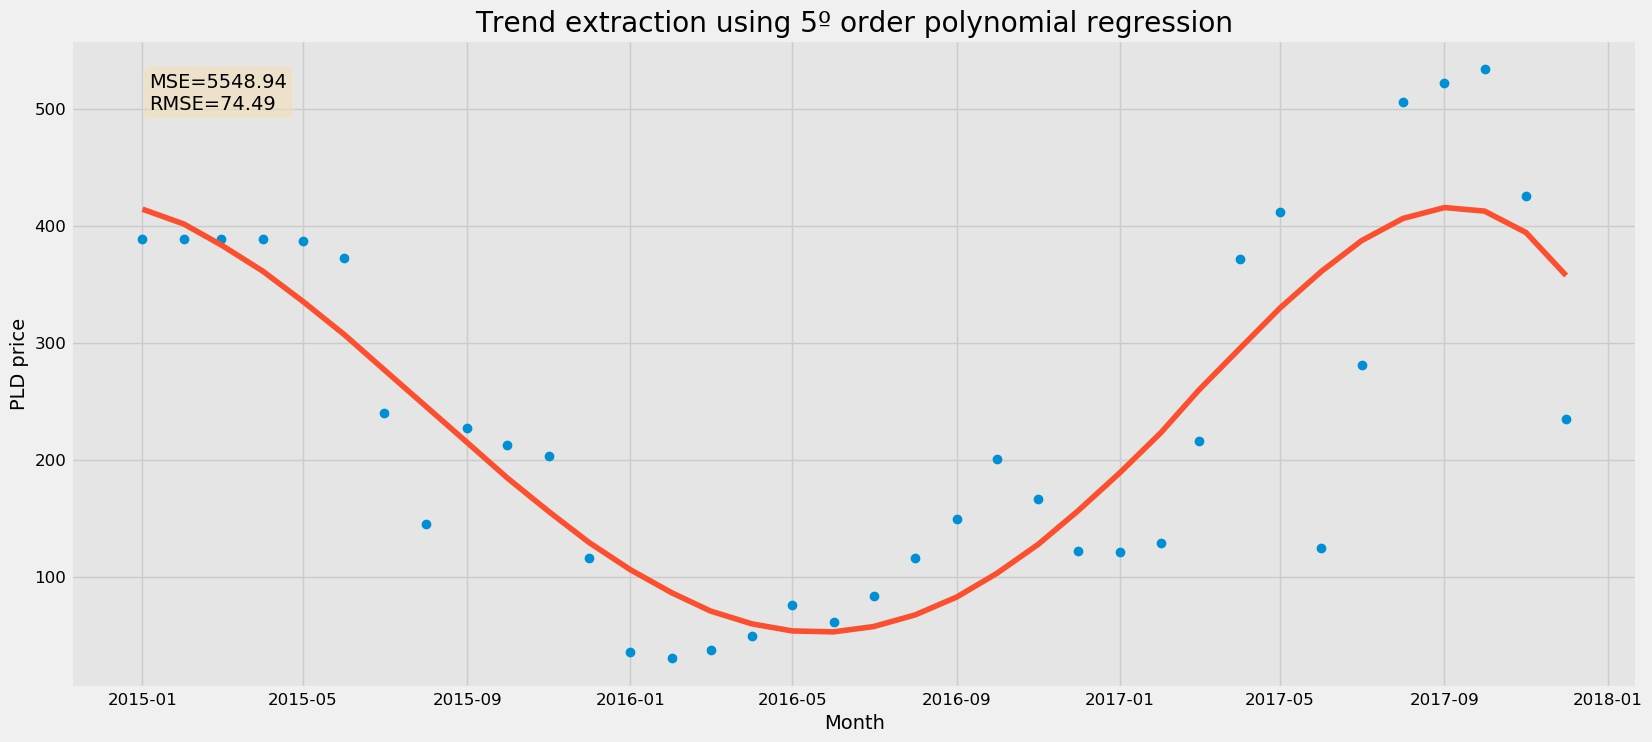 Trend extraction using 5º order polynomial regression
MSE=5548.94
RMSE=74.49
500
400
300
200
100
PLD price
2015-01 2015-05 2015-09 2016-01 2016-05 2016-09 2017-01 2017-05 2017-09 2018-01
Month